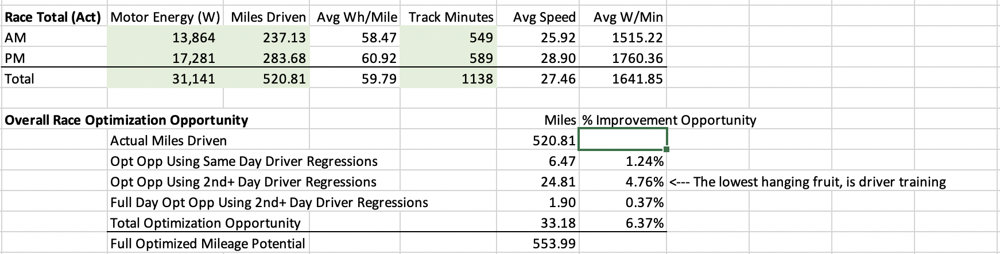 Race Total (Act) Motor Energy (W) Miles Driven Avg Wh/Mile Track Minutes Avg Speed Avg W/Min
AM 13,864 237.13 58.47 549 25.92 1515.22
PM 17,281 283.68 60.92 589 28.90 1760.36
Total 31,141 520.81 59.79 1138 27.46 1641.85
Overall Race Optimization Opportunity Miles % Improvement Opportunity
Actual Miles Driven 520.81
Opt Opp Using Same Day Driver Regressions 6.47 1.24%
Opt Opp Using 2nd+ Day Driver Regressions 24.81 4.76% <--- The lowest hanging fruit, is driver training
Full Day Opt Opp Using 2nd+ Day Driver Regressions 1.90 0.37%
Total Optimization Opportunity 33.18 6.37%
Full Optimized Mileage Potential 553.99